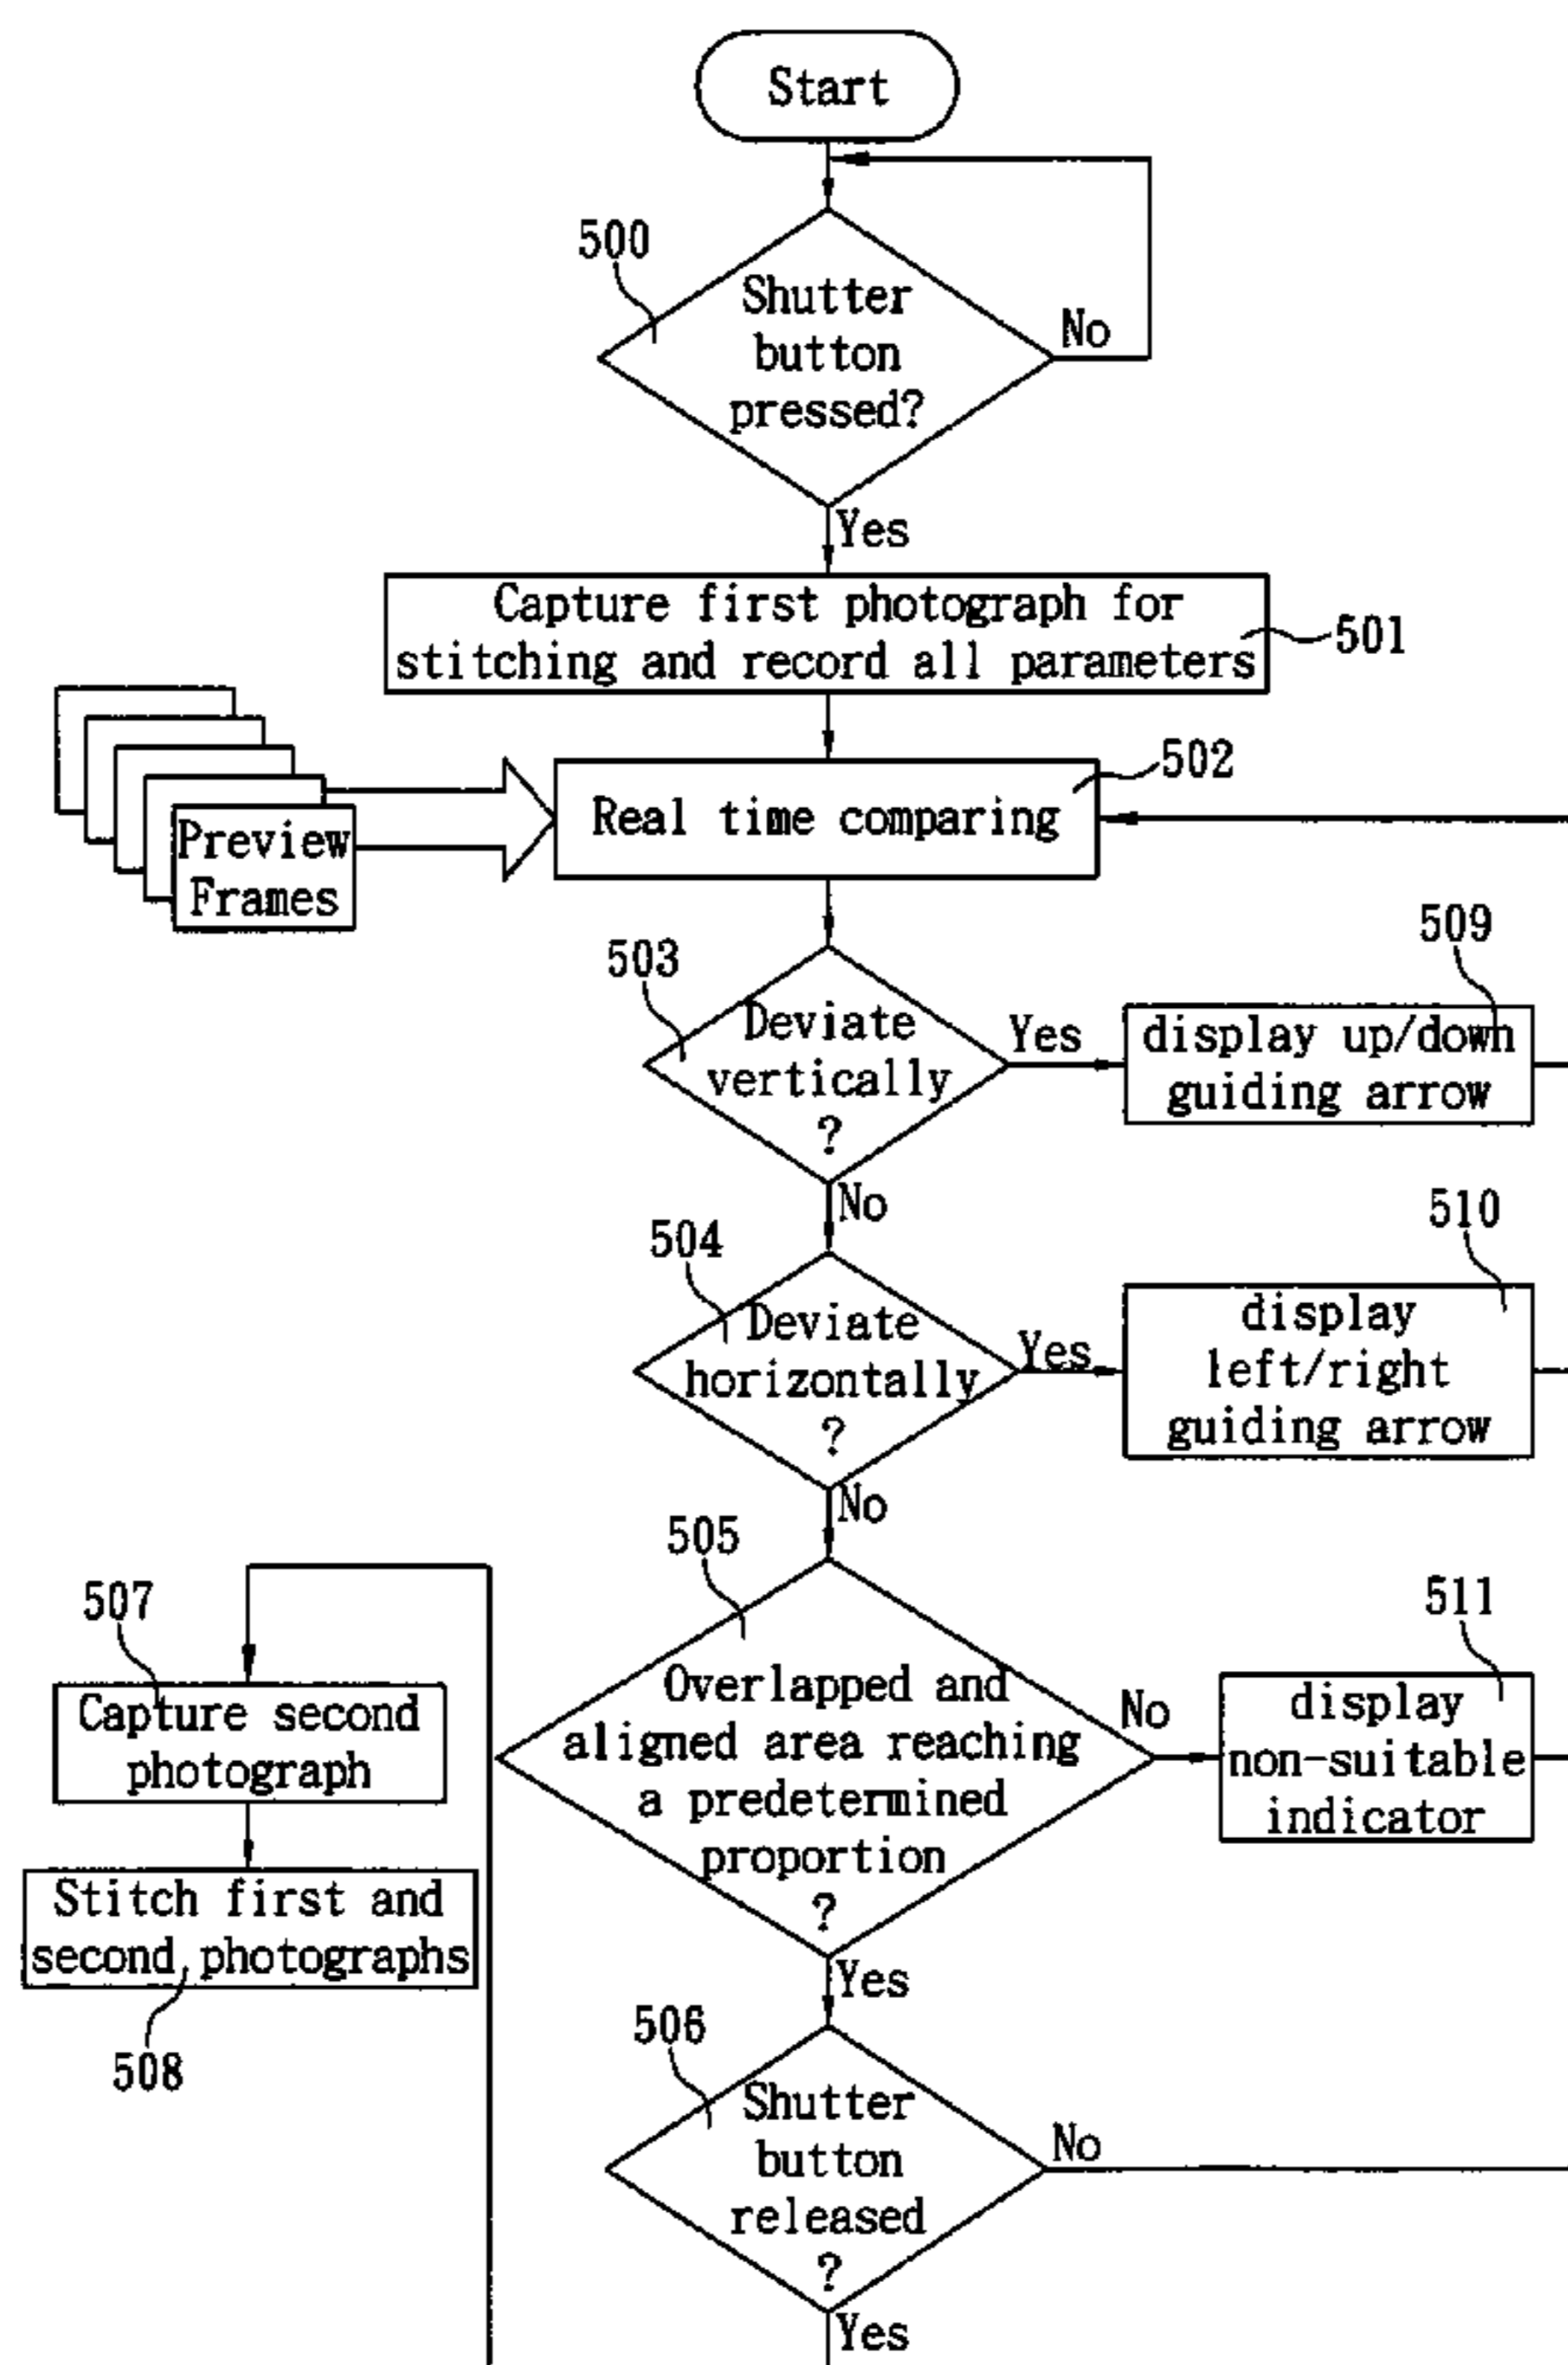 Start
500
Shutter
button
pressed?
No
Yes
Capture first photograph for
stitching and record all parameters
501
502
Real time comparing
Preview
Frames
503
Deviate
vertically
?
Yes
509
display up/down
guiding arrow
No
504
Deviate
horizontally
?
Yes
510
display
left/right
guiding arrow
No
505
Overlapped and
aligned area reaching
a predetermined
proportion
?
No
511
display
non-suitable
indicator
507
Capture second
photograph
Stitch first and
second photographs
508
Yes
506
Shutter
button
released
?
No
Yes